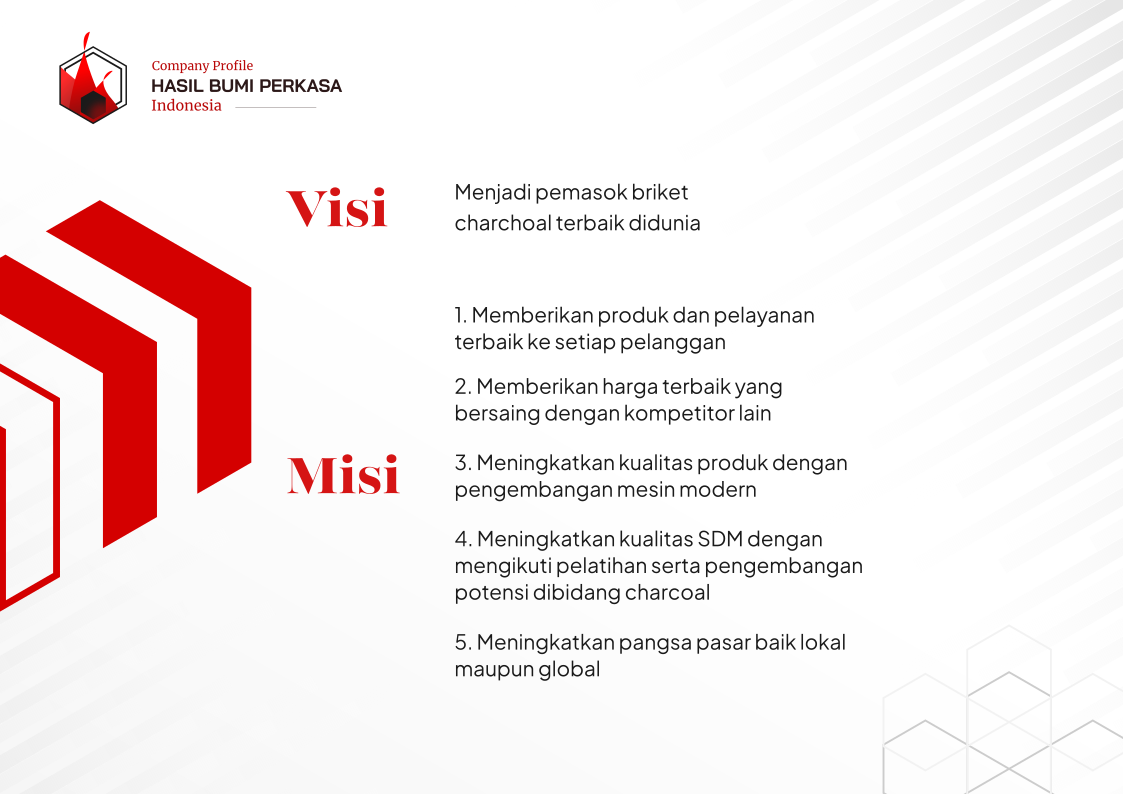 Company Profile
HASIL BUMI PERKASA
Indonesia
Visi
Menjadi pemasok briket
charchoal terbaik didunia
Misi
1. Memberikan produk dan pelayanan
terbaik ke setiap pelanggan
2. Memberikan harga terbaik yang
bersaing dengan kompetitor lain
3. Meningkatkan kualitas produk dengan
pengembangan mesin modern
4. Meningkatkan kualitas SDM dengan
mengikuti pelatihan serta pengembangan
potensi dibidang charcoal
5. Meningkatkan pangsa pasar baik lokal
maupun global